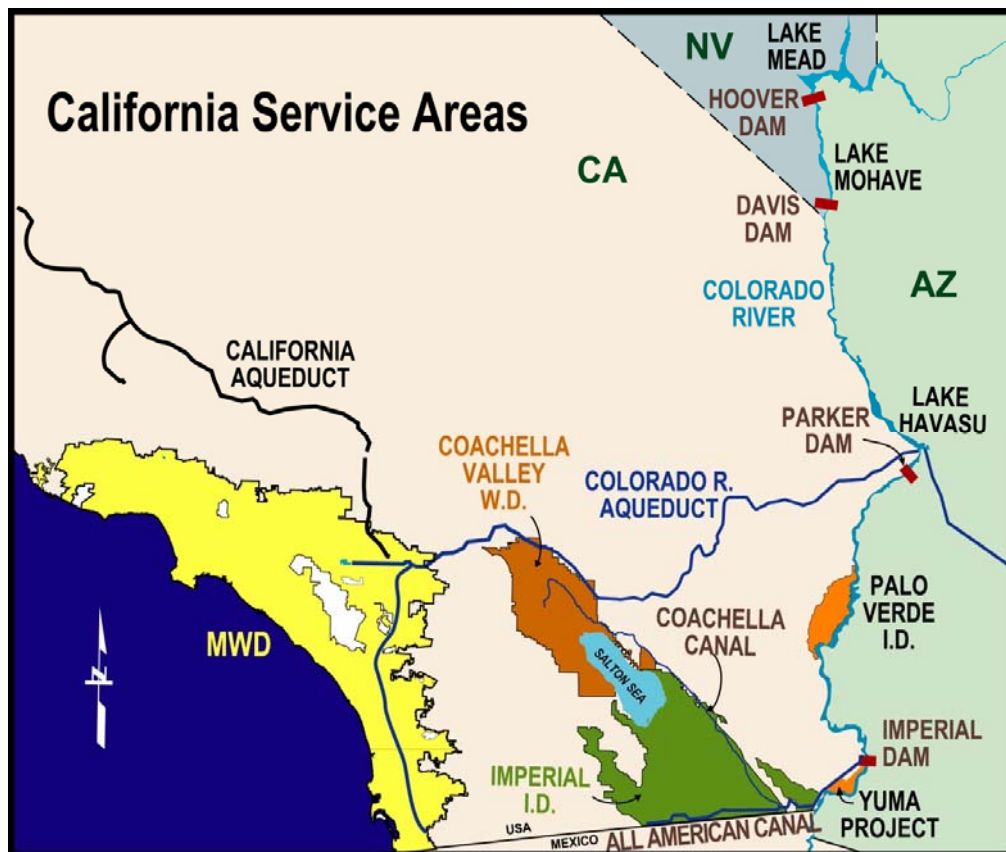 California Service Areas
NV
LAKE
MEAD
HOOVER
DAM
CA
LAKE
MOHAVE
DAVIS
DAM
COLORADO
RIVER
AZ
CALIFORNIA
AQUEDUCT
LAKE
HAVASU
PARKER
DAM
COACHELLA
VALLEY
W.D.
COLORADO R.
AQUEDUCT
PALO
VERDE
I.D.
COACHELLA
CANAL
MWD
SALTON SEA
N
IMPERIAL
DAM
IMPERIAL
I.D.
YUMA
PROJECT
USA
MEXICO
ALL AMERICAN CANAL